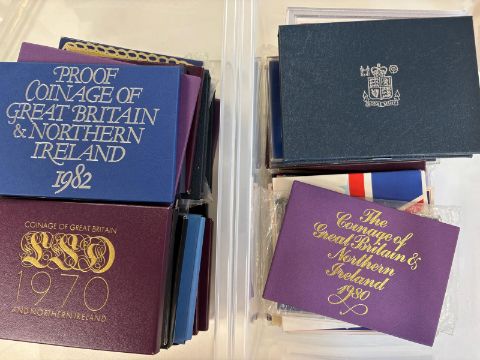 PROOF
COINAGE OF
GREAT BRITAIN
& NORTHERN
IRELAND
1982
COINAGE OF GREAT BRITAIN
LSD
1970
AND NORTHERN IRELAND
The
Coinage of
Great Britain &
Northern
Ireland
1980